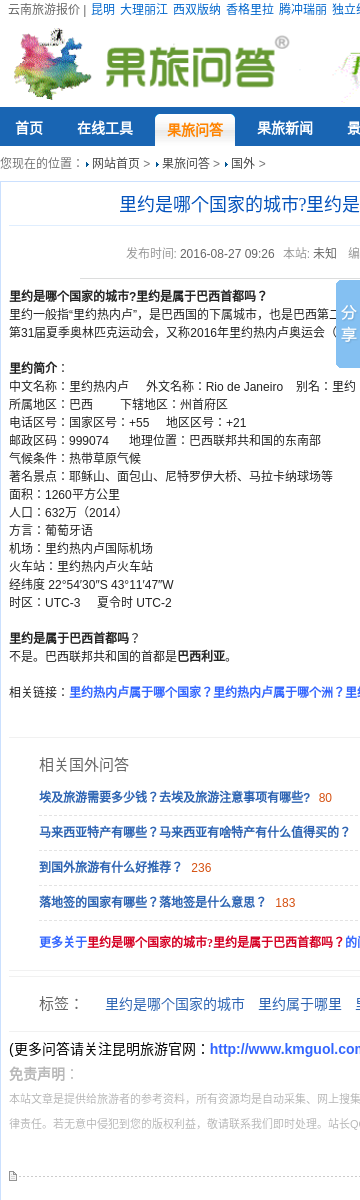 云南旅游报价 | 昆明 大理丽江 西双版纳 香格里拉 腾冲瑞丽 独立纟
果旅问答®
首页 在线工具 果旅问答 果旅新闻 景
您现在的位置： 网站首页 > 果旅问答 > 国外 >
里约是哪个国家的城市?里约是
发布时间: 2016-08-27 09:26 本站: 未知 编
分享
里约是哪个国家的城市?里约是属于巴西首都吗？
里约一般指“里约热内卢”，是巴西国的下属城市，也是巴西第二
第31届夏季奥林匹克运动会，又称2016年里约热内卢奥运会（
里约简介：
中文名称：里约热内卢 外文名称：Rio de Janeiro 别名：里约
所属地区：巴西 下辖地区：州首府区
电话区号：国家区号：+55 地区区号：+21
邮政区码：999074 地理位置：巴西联邦共和国的东南部
气候条件：热带草原气候
著名景点：耶稣山、面包山、尼特罗伊大桥、马拉卡纳球场等
面积：1260平方公里
人口：632万（2014）
方言：葡萄牙语
机场：里约热内卢国际机场
火车站：里约热内卢火车站
经纬度 22°54′30″S 43°11′47″W
时区：UTC-3 夏令时 UTC-2
里约是属于巴西首都吗？
不是。巴西联邦共和国的首都是巴西利亚。
相关链接：里约热内卢属于哪个国家？里约热内卢属于哪个洲？里纟
相关国外问答
埃及旅游需要多少钱？去埃及旅游注意事项有哪些? 80
马来西亚特产有哪些？马来西亚有啥特产有什么值得买的？
到国外旅游有什么好推荐？ 236
落地签的国家有哪些？落地签是什么意思？ 183
更多关于里约是哪个国家的城市?里约是属于巴西首都吗？的问
标签： 里约是哪个国家的城市 里约属于哪里
(更多问答请关注昆明旅游官网：http://www.kmguol.cor
免责声明：
本站文章是提供给旅游者的参考资料，所有资源均是自动采集、网上搜集
律责任。若无意中侵犯到您的版权利益，敬请联系我们即时处理。站长Q